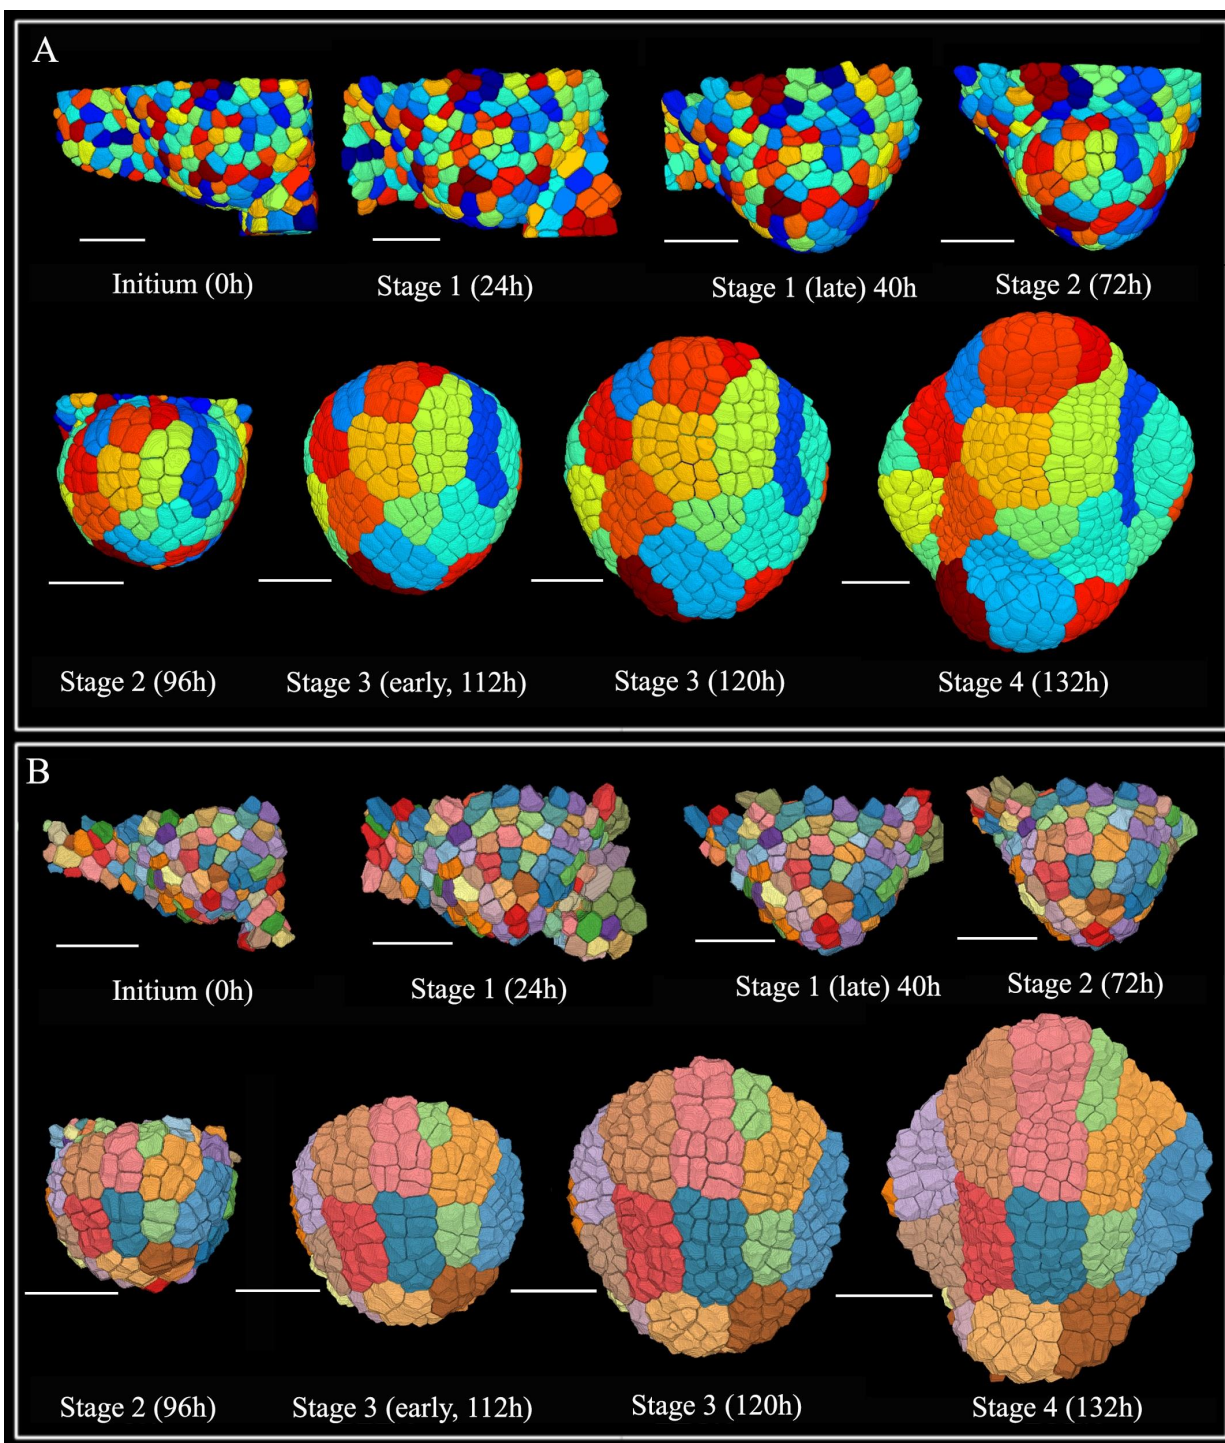 A
Initium (0h)
Stage 1 (24h)
Stage 1 (late) 40h
Stage 2 (72h)
Stage 2 (96h)
Stage 3 (early, 112h)
Stage 3 (120h)
Stage 4 (132h)
B
Initium (0h)
Stage 1 (24h)
Stage 1 (late) 40h
Stage 2 (72h)
Stage 2 (96h)
Stage 3 (early, 112h)
Stage 3 (120h)
Stage 4 (132h)